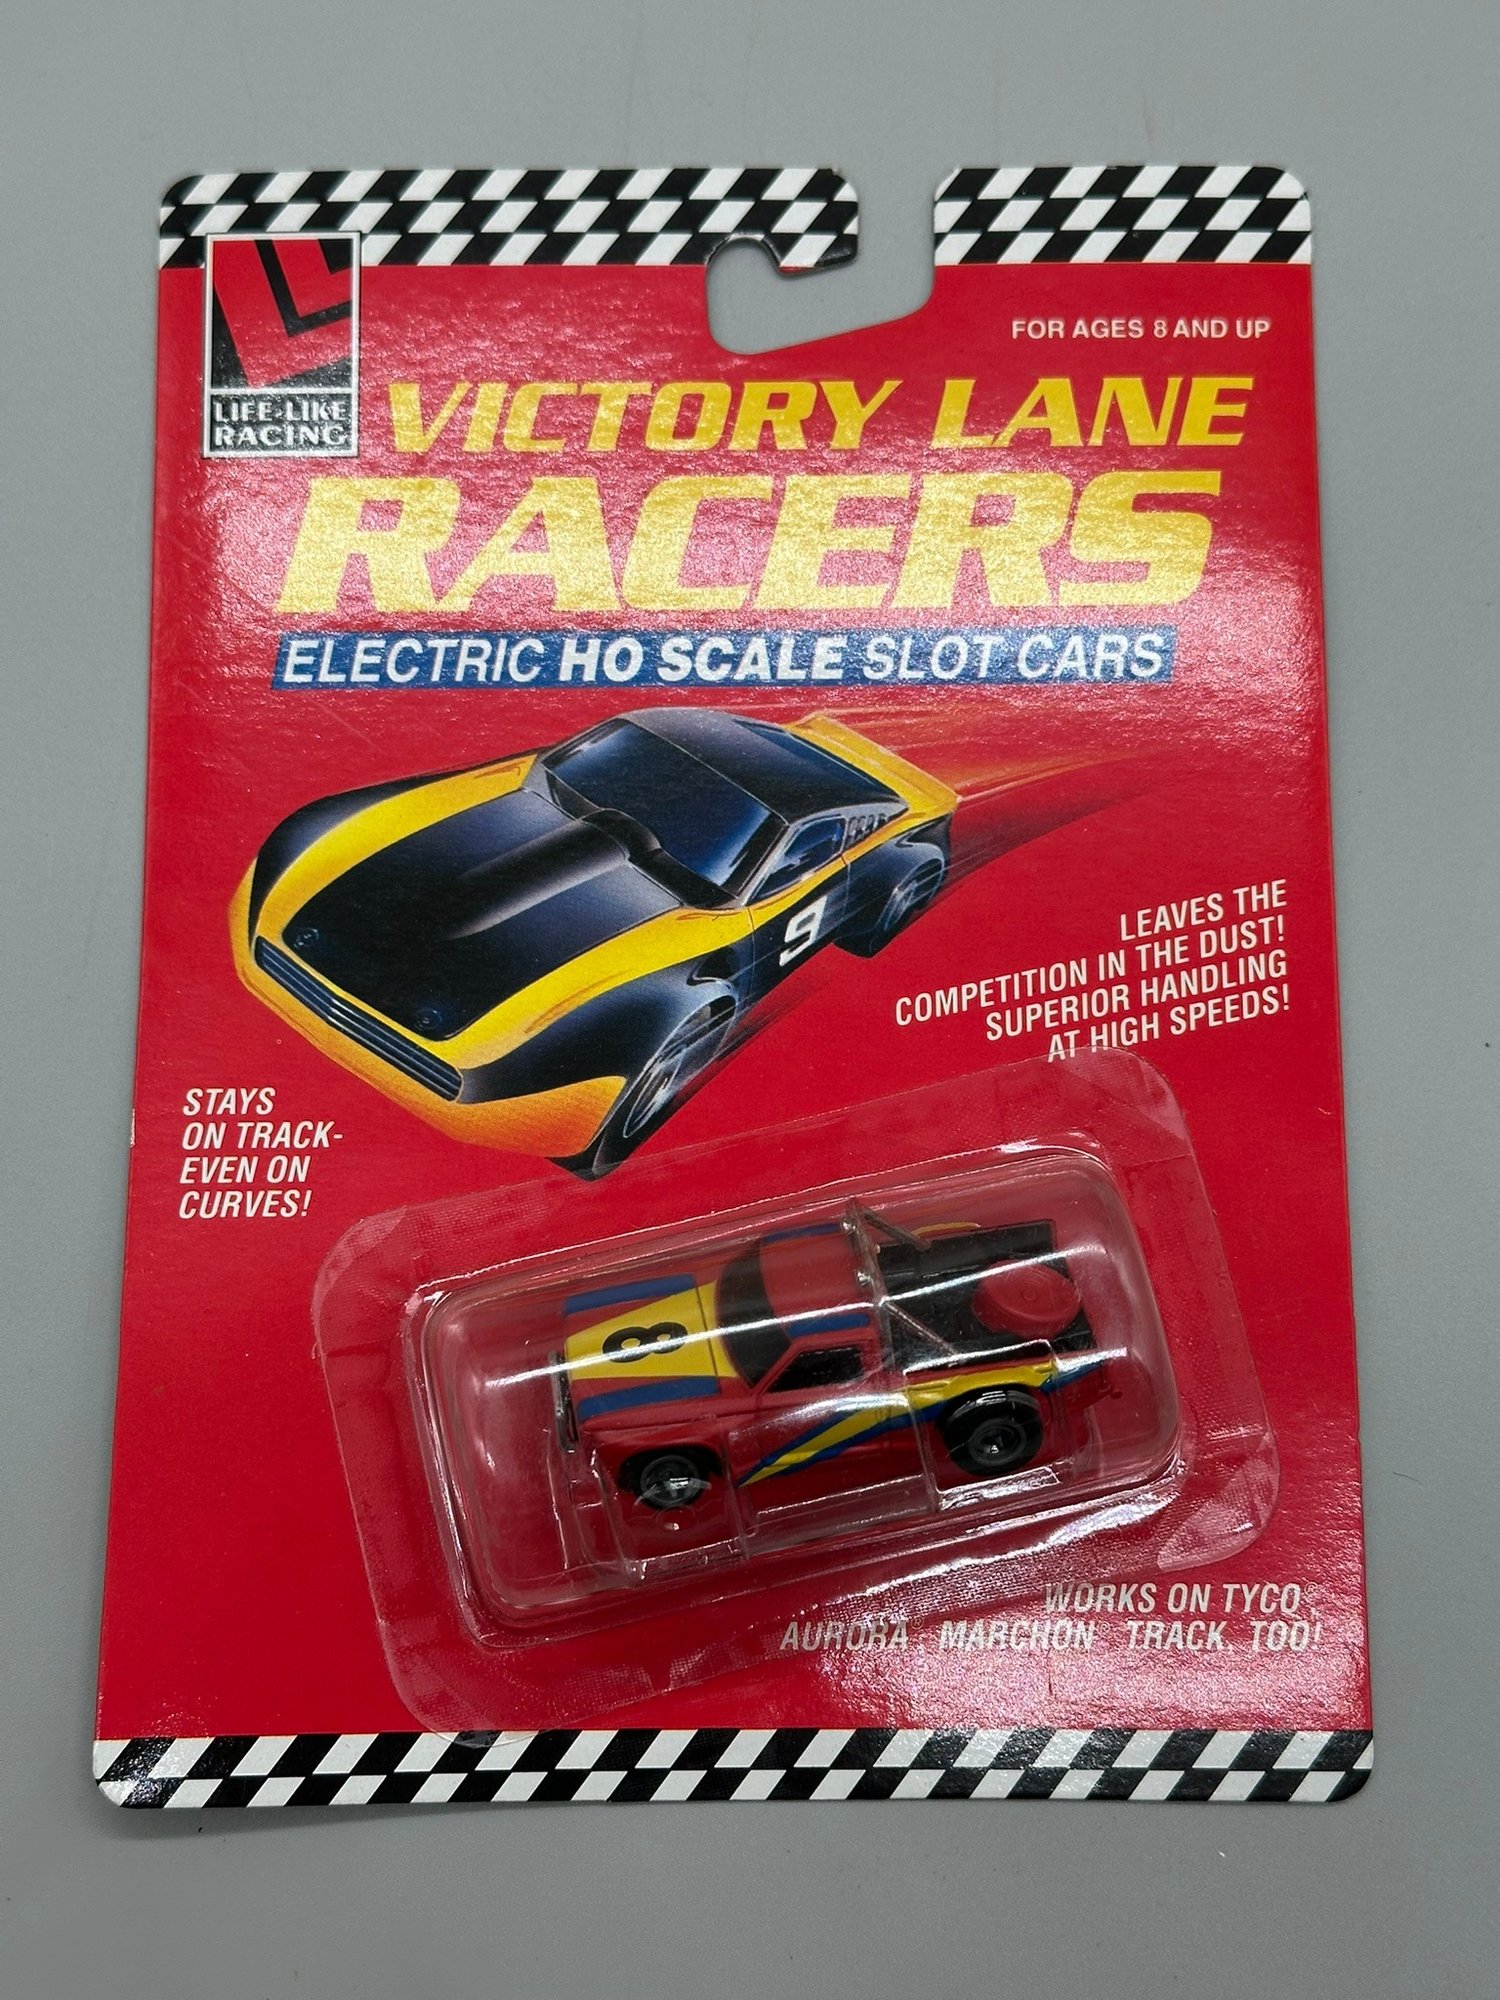 FOR AGES 8 AND UP
LIFE-LIKE
RACING
VICTORY LANE
RACERS
ELECTRIC HO SCALE SLOT CARS
9
LEAVES THE
COMPETITION IN THE DUST!
SUPERIOR HANDLING
AT HIGH SPEEDS!
STAYS
ON TRACK-
EVEN ON
CURVES!
8
WORKS ON TYCO®,
AURORA®, MARCHON® TRACK, TOO!